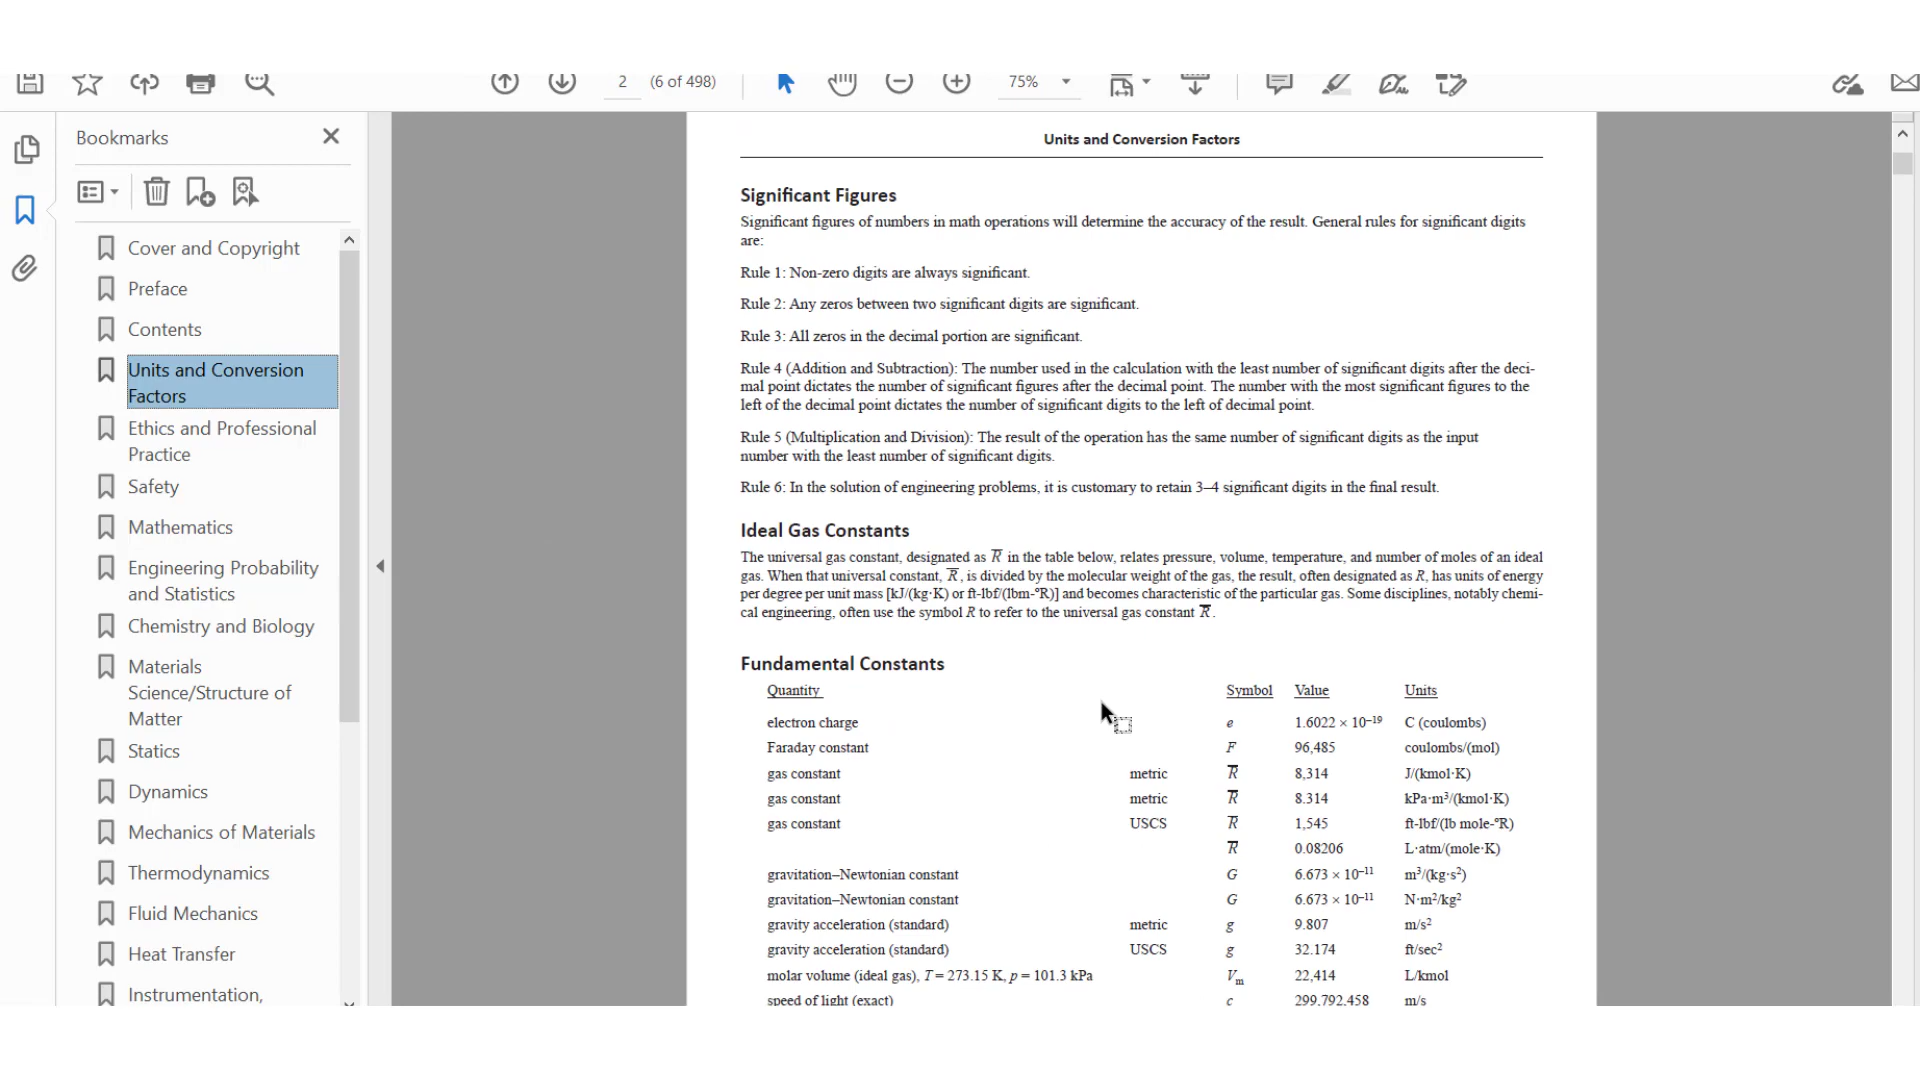 2 (6 of 498) 75%
Bookmarks
Cover and Copyright
Preface
Contents
Units and Conversion
Factors
Ethics and Professional
Practice
Safety
Mathematics
Engineering Probability
and Statistics
Chemistry and Biology
Materials
Science/Structure of
Matter
Statics
Dynamics
Mechanics of Materials
Thermodynamics
Fluid Mechanics
Heat Transfer
Instrumentation,
Units and Conversion Factors
Significant Figures
Significant figures of numbers in math operations will determine the accuracy of the result. General rules for significant digits
are:
Rule 1: Non-zero digits are always significant.
Rule 2: Any zeros between two significant digits are significant.
Rule 3: All zeros in the decimal portion are significant.
Rule 4 (Addition and Subtraction): The number used in the calculation with the least number of significant digits after the deci-
mal point dictates the number of significant figures after the decimal point. The number with the most significant figures to the
left of the decimal point dictates the number of significant digits to the left of decimal point.
Rule 5 (Multiplication and Division): The result of the operation has the same number of significant digits as the input
number with the least number of significant digits.
Rule 6: In the solution of engineering problems, it is customary to retain 3–4 significant digits in the final result.
Ideal Gas Constants
The universal gas constant, designated as R̅ in the table below, relates pressure, volume, temperature, and number of moles of an ideal
gas. When that universal constant, R̅, is divided by the molecular weight of the gas, the result, often designated as R, has units of energy
per degree per unit mass [kJ/(kg·K) or ft-lbf/(lbm-ºR)] and becomes characteristic of the particular gas. Some disciplines, notably chemi-
cal engineering, often use the symbol R to refer to the universal gas constant R̅.
Fundamental Constants
Quantity Symbol Value Units
electron charge e 1.6022 × 10⁻¹⁹ C (coulombs)
Faraday constant F 96,485 coulombs/(mol)
gas constant metric R̅ 8,314 J/(kmol·K)
gas constant metric R̅ 8.314 kPa·m³/(kmol·K)
gas constant USCS R̅ 1,545 ft-lbf/(lb mole-ºR)
R̅ 0.08206 L·atm/(mole·K)
gravitation–Newtonian constant G 6.673 × 10⁻¹¹ m³/(kg·s²)
gravitation–Newtonian constant G 6.673 × 10⁻¹¹ N·m²/kg²
gravity acceleration (standard) metric g 9.807 m/s²
gravity acceleration (standard) USCS g 32.174 ft/sec²
molar volume (ideal gas), T = 273.15 K, p = 101.3 kPa Vₘ 22,414 L/kmol
speed of light (exact) c 299,792,458 m/s